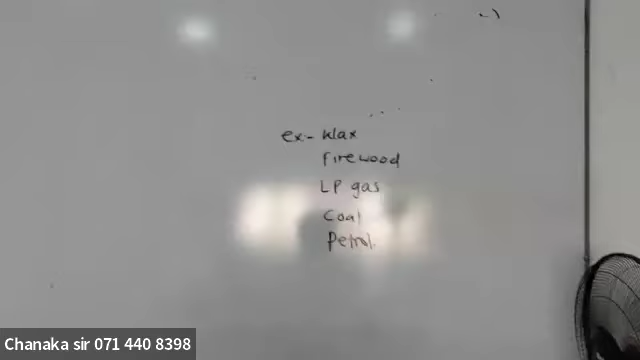 ex- Wax
Firewood
LP gas
Coal
Petrol.
Chanaka sir 071 440 8398